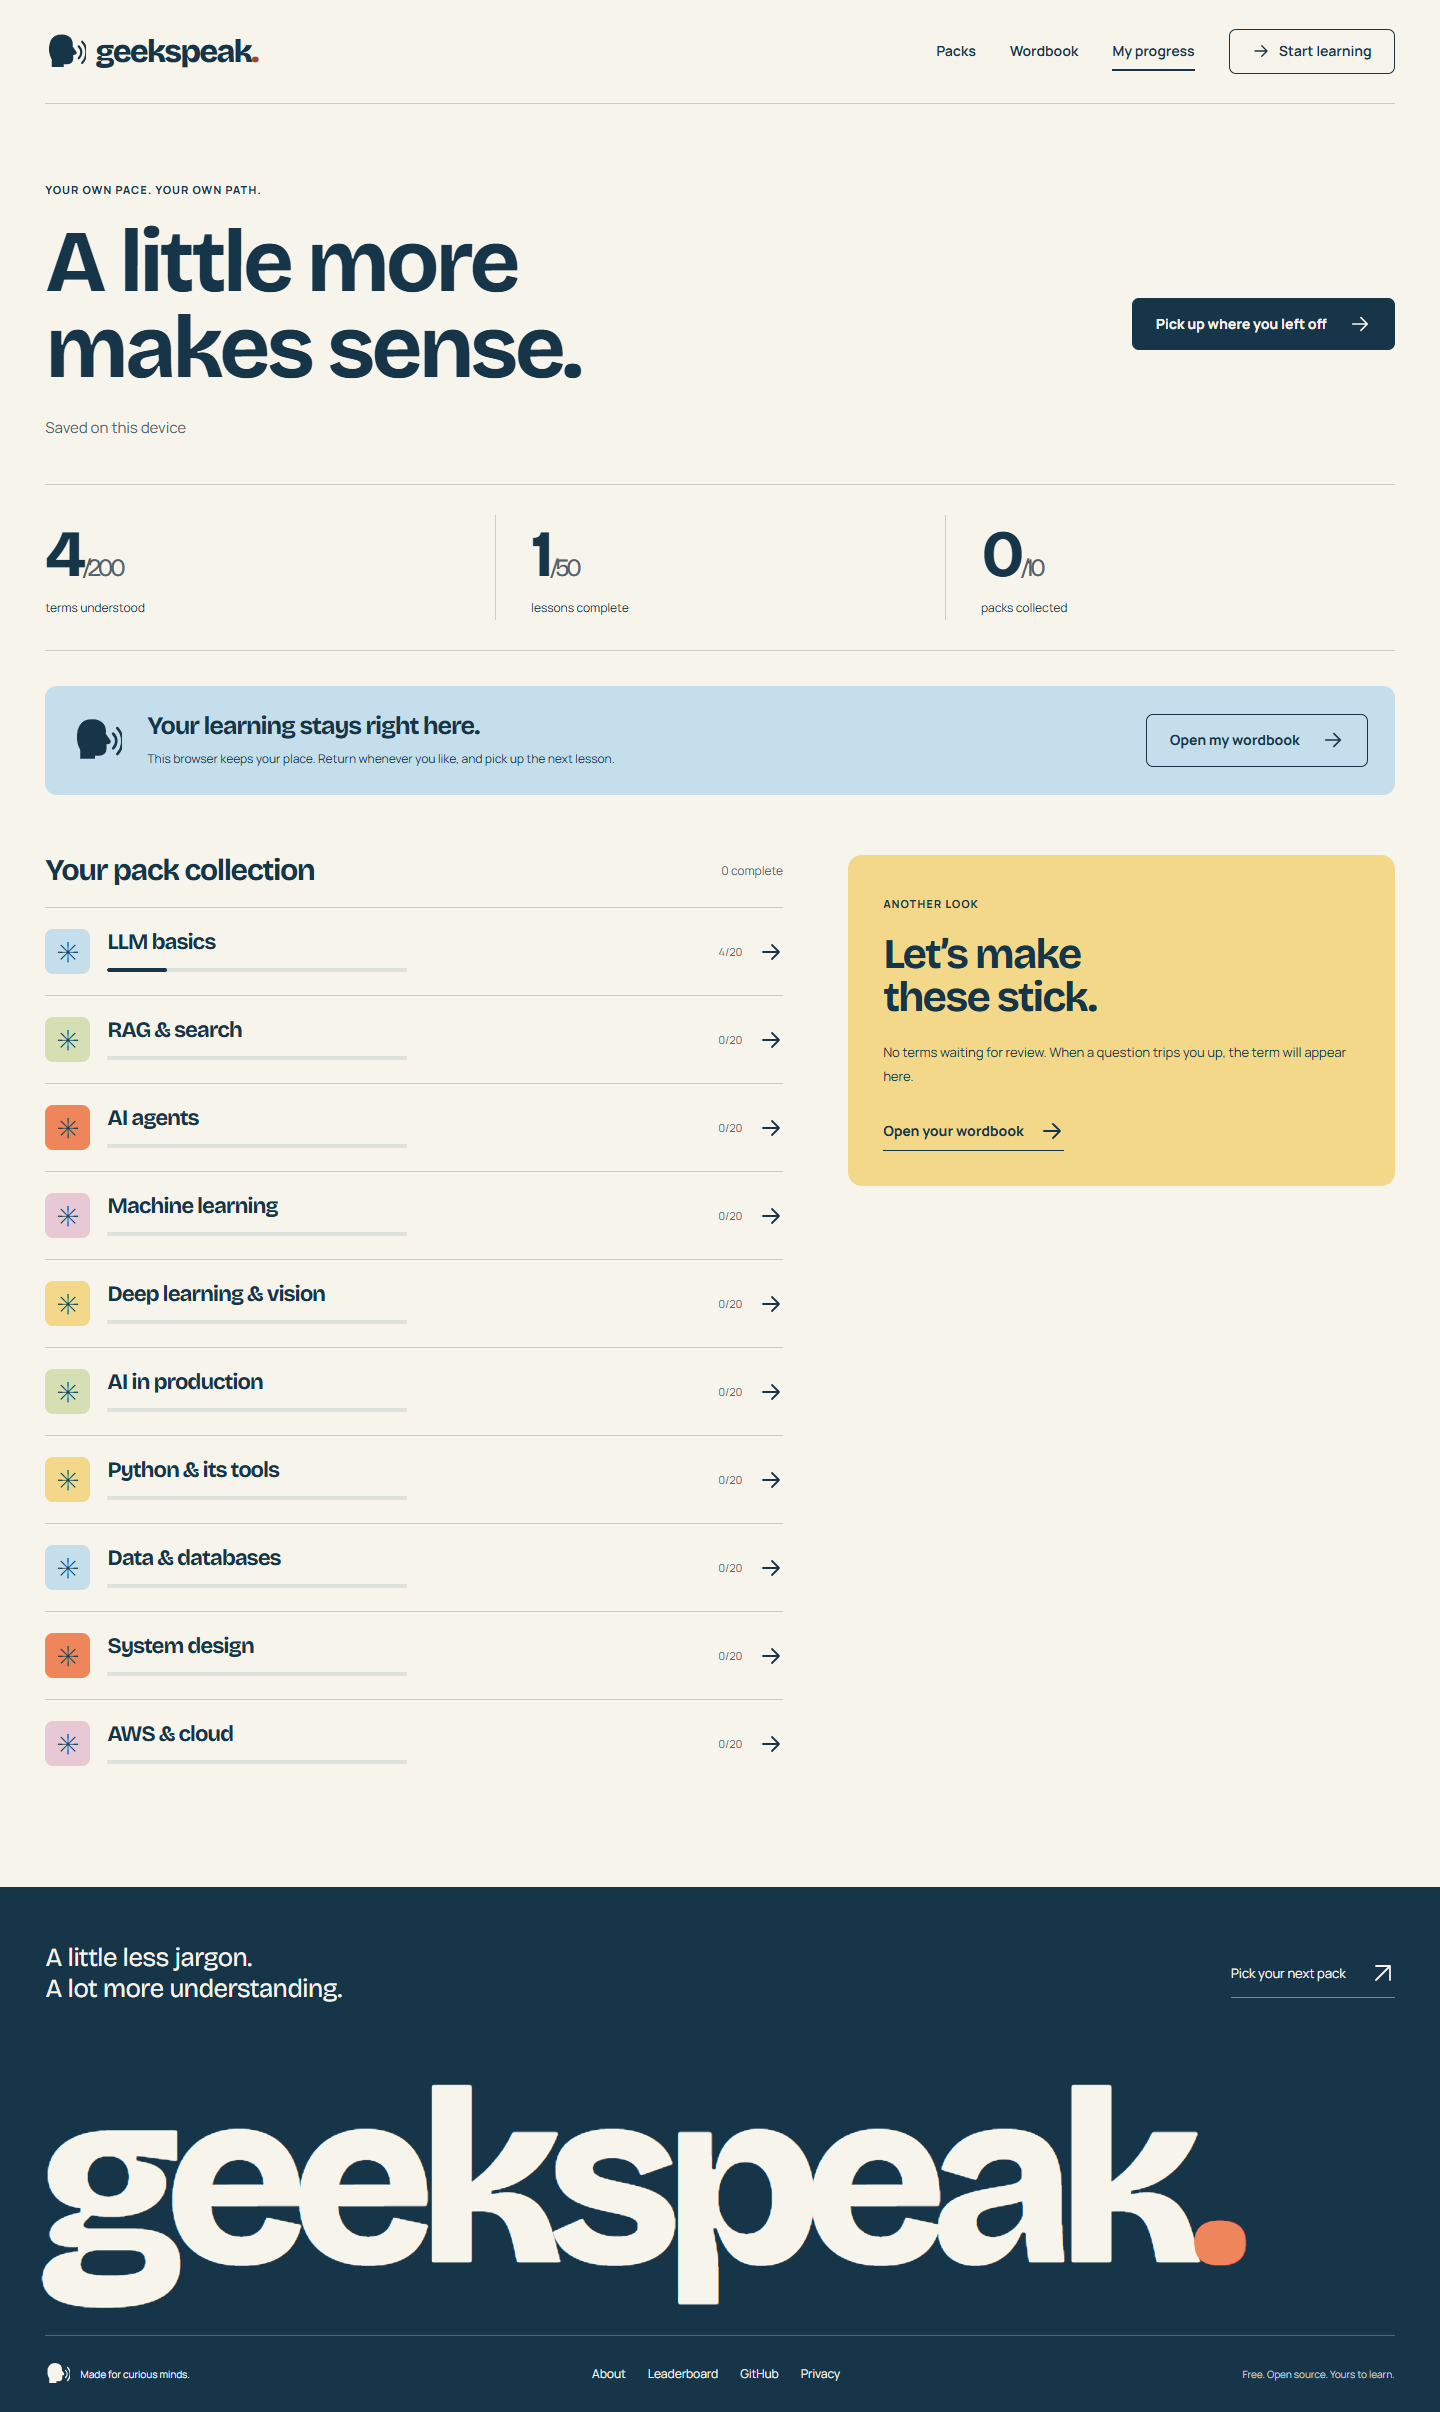 geekspeak.
Packs
Wordbook
My progress
Start learning
YOUR OWN PACE. YOUR OWN PATH.
A little more
makes sense.
Pick up where you left off
Saved on this device
4/200
terms understood
1/50
lessons complete
0/10
packs collected
Your learning stays right here.
This browser keeps your place. Return whenever you like, and pick up the next lesson.
Open my wordbook
Your pack collection
0 complete
LLM basics
4/20
RAG & search
0/20
AI agents
0/20
Machine learning
0/20
Deep learning & vision
0/20
AI in production
0/20
Python & its tools
0/20
Data & databases
0/20
System design
0/20
AWS & cloud
0/20
ANOTHER LOOK
Let's make
these stick.
No terms waiting for review. When a question trips you up, the term will appear
here.
Open your wordbook
A little less jargon.
A lot more understanding.
Pick your next pack
geekspeak.
Made for curious minds.
About
Leaderboard
GitHub
Privacy
Free. Open source. Yours to learn.